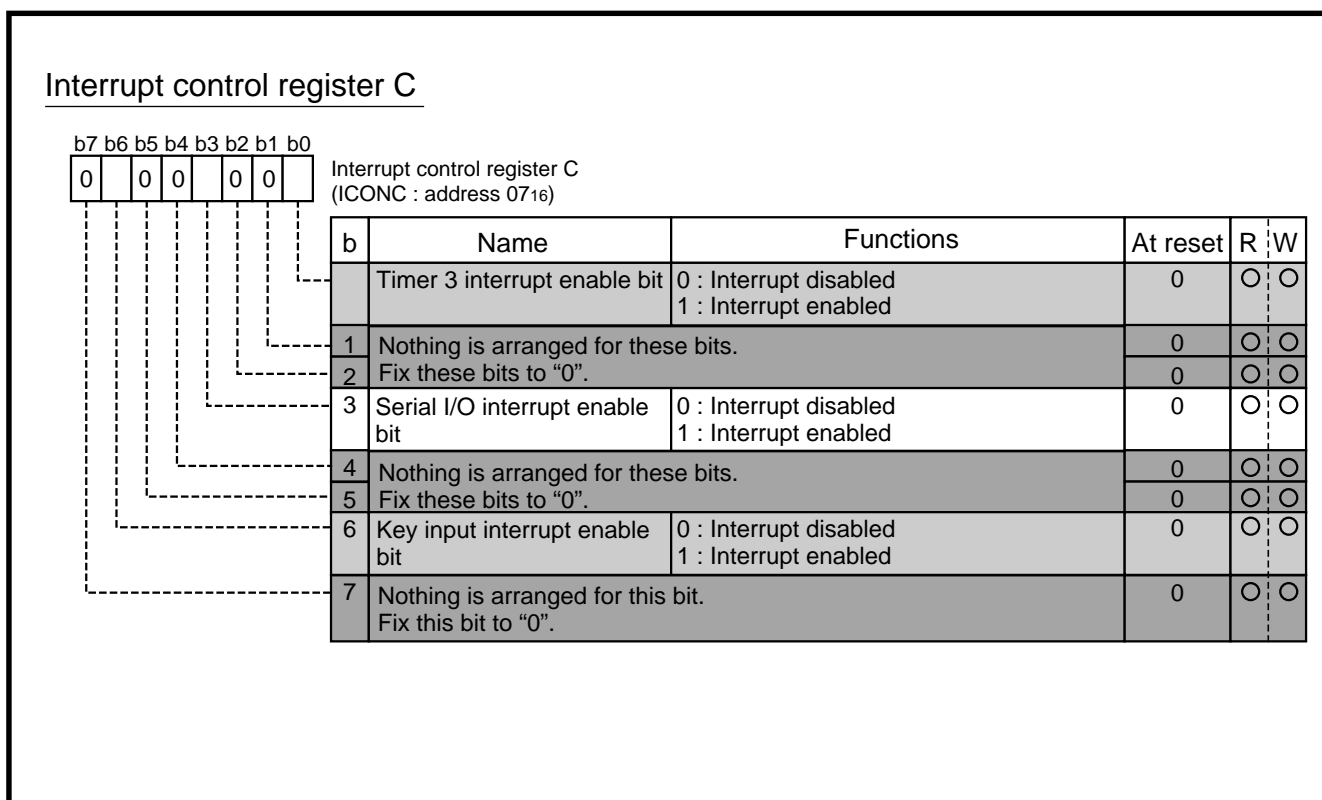 Interrupt control register C
b7 b6 b5 b4 b3 b2 b1 b0
0 0 0 0 0
Interrupt control register C
(ICONC : address 0716)
b Name Functions At reset R W
Timer 3 interrupt enable bit 0 : Interrupt disabled 0
1 : Interrupt enabled
1 Nothing is arranged for these bits. 0
2 Fix these bits to “0”. 0
3 Serial I/O interrupt enable 0 : Interrupt disabled 0
bit 1 : Interrupt enabled
4 Nothing is arranged for these bits. 0
5 Fix these bits to “0”. 0
6 Key input interrupt enable 0 : Interrupt disabled 0
bit 1 : Interrupt enabled
7 Nothing is arranged for this bit. 0
Fix this bit to “0”.